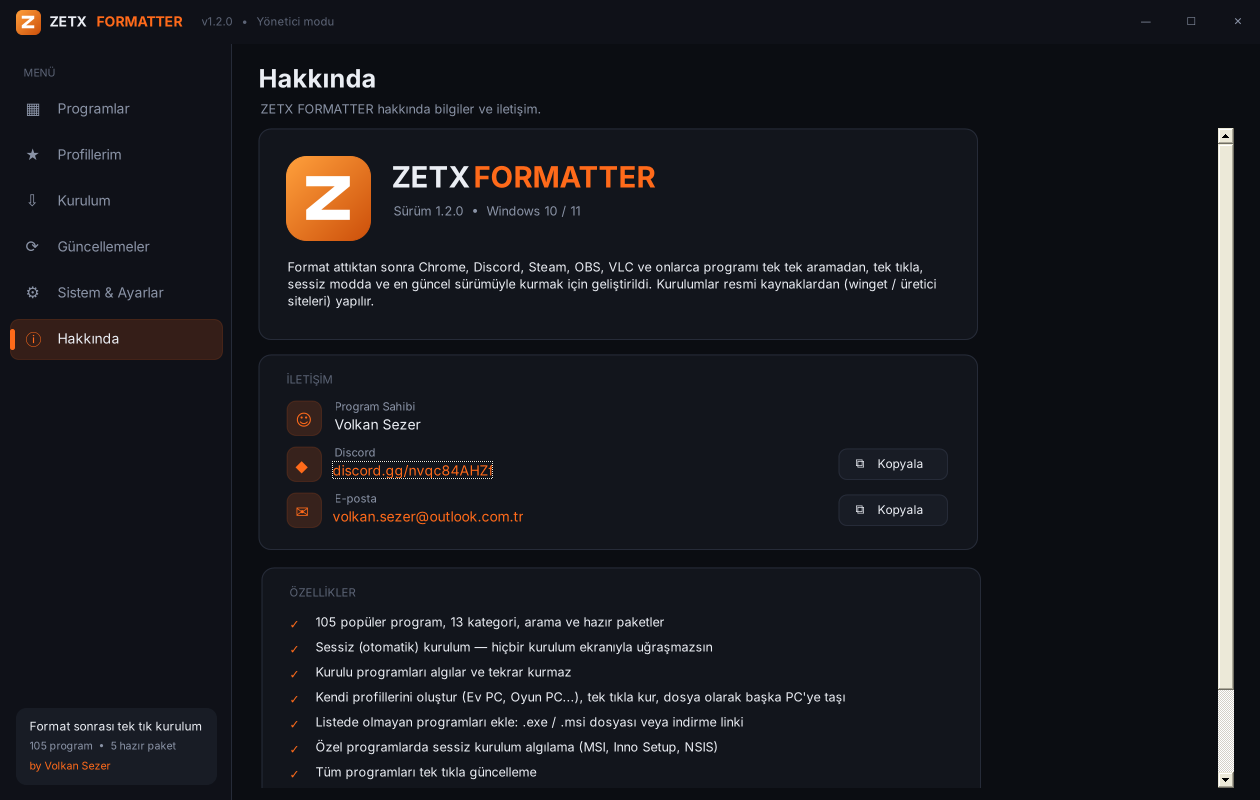 ZETX FORMATTER v1.2.0 • Yönetici modu
MENÜ
Programlar
Profillerim
Kurulum
Güncellemeler
Sistem & Ayarlar
Hakkında
Format sonrası tek tık kurulum
105 program • 5 hazır paket
by Volkan Sezer
Hakkında
ZETX FORMATTER hakkında bilgiler ve iletişim.
Z
ZETX FORMATTER
Sürüm 1.2.0 • Windows 10 / 11
Format attıktan sonra Chrome, Discord, Steam, OBS, VLC ve onlarca programı tek tek aramadan, tek tıkla,
sessiz modda ve en güncel sürümüyle kurmak için geliştirildi. Kurulumlar resmi kaynaklardan (winget / üretici
siteleri) yapılır.
İLETİŞİM
Program Sahibi
Volkan Sezer
Discord
discord.gg/nvqc84AHZf
Kopyala
E-posta
volkan.sezer@outlook.com.tr
Kopyala
ÖZELLİKLER
✓ 105 popüler program, 13 kategori, arama ve hazır paketler
✓ Sessiz (otomatik) kurulum — hiçbir kurulum ekranıyla uğraşmazsın
✓ Kurulu programları algılar ve tekrar kurmaz
✓ Kendi profillerini oluştur (Ev PC, Oyun PC...), tek tıkla kur, dosya olarak başka PC'ye taşı
✓ Listede olmayan programları ekle: .exe / .msi dosyası veya indirme linki
✓ Özel programlarda sessiz kurulum algılama (MSI, Inno Setup, NSIS)
✓ Tüm programları tek tıkla güncelleme